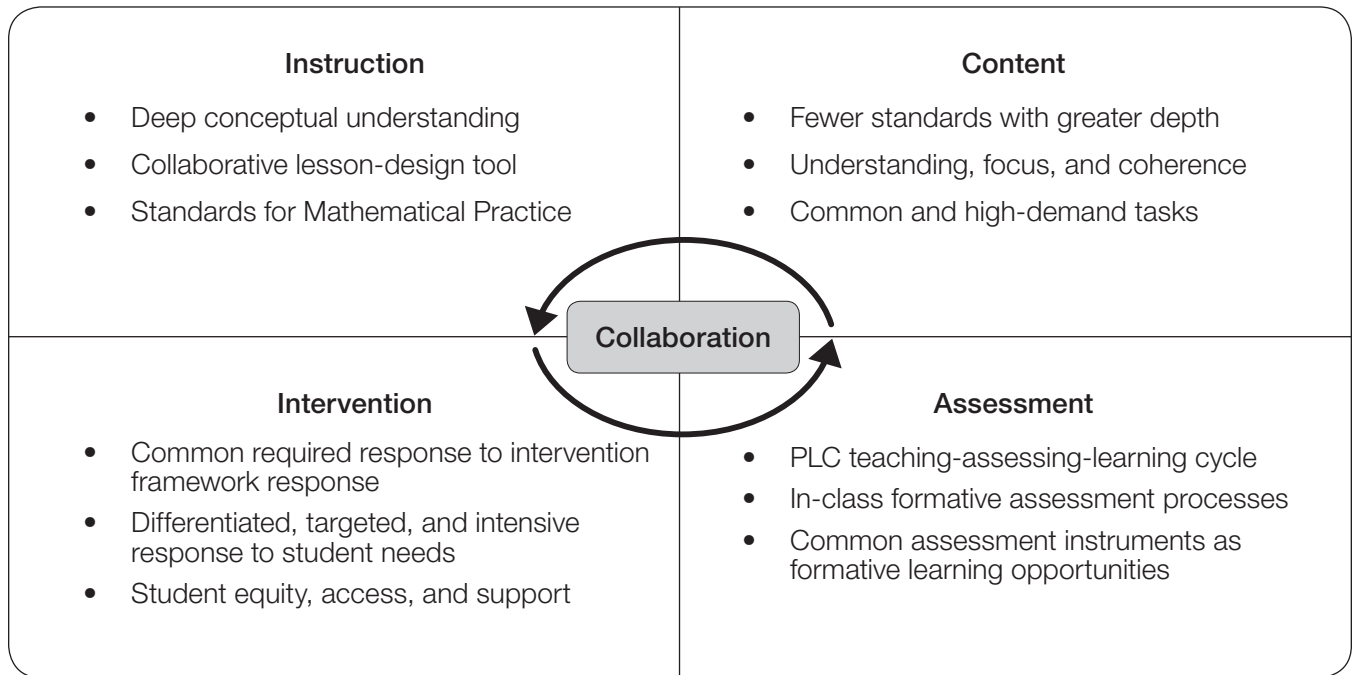 Instruction
• Deep conceptual understanding
• Collaborative lesson-design tool
• Standards for Mathematical Practice
Content
• Fewer standards with greater depth
• Understanding, focus, and coherence
• Common and high-demand tasks
Collaboration
Intervention
• Common required response to intervention
framework response
• Differentiated, targeted, and intensive
response to student needs
• Student equity, access, and support
Assessment
• PLC teaching-assessing-learning cycle
• In-class formative assessment processes
• Common assessment instruments as
formative learning opportunities